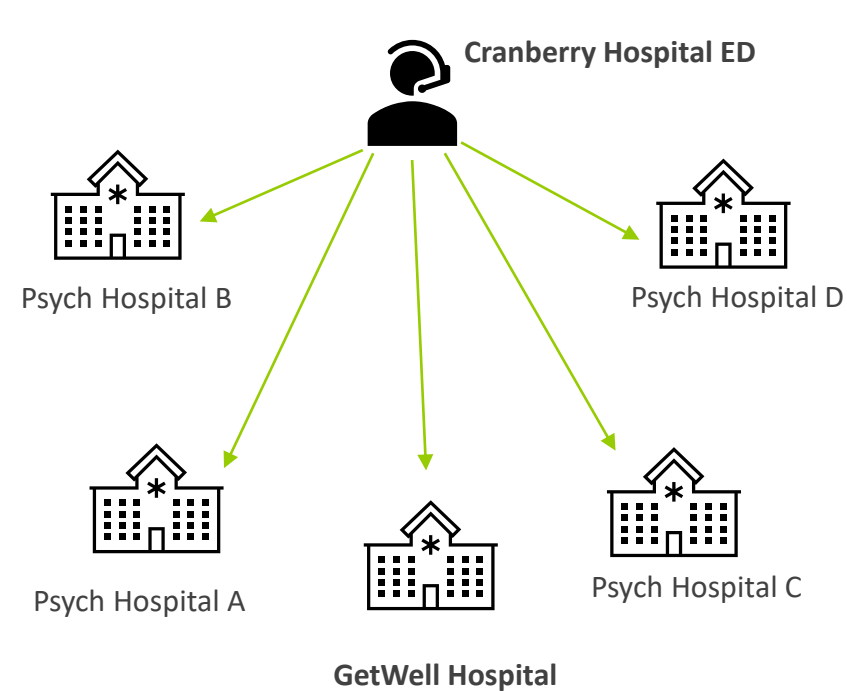 Cranberry Hospital ED
Psych Hospital B
Psych Hospital D
Psych Hospital A
Psych Hospital C
GetWell Hospital